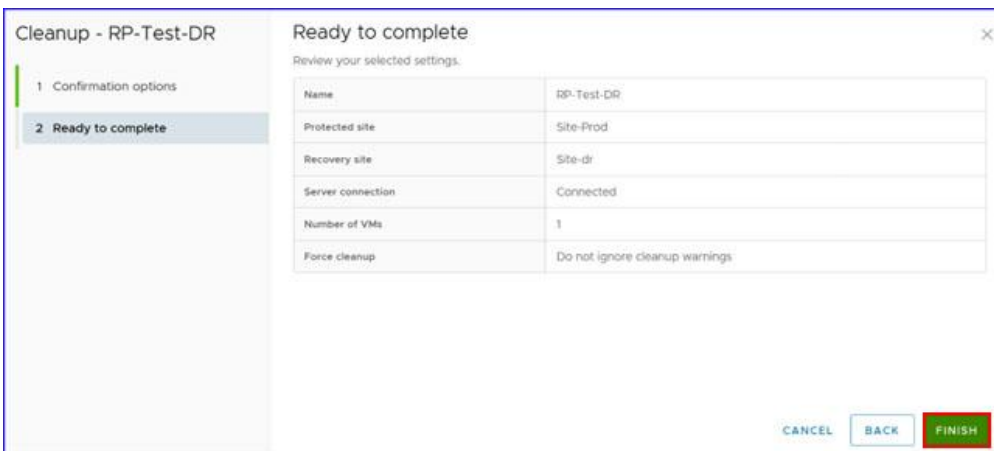 Cleanup - RP-Test-DR
1 Confirmation options
2 Ready to complete
Ready to complete
Review your selected settings.
Name RP-Test-DR
Protected site Site-Prod
Recovery site Site-dr
Server connection Connected
Number of VMs 1
Force cleanup Do not ignore cleanup warnings
CANCEL BACK FINISH